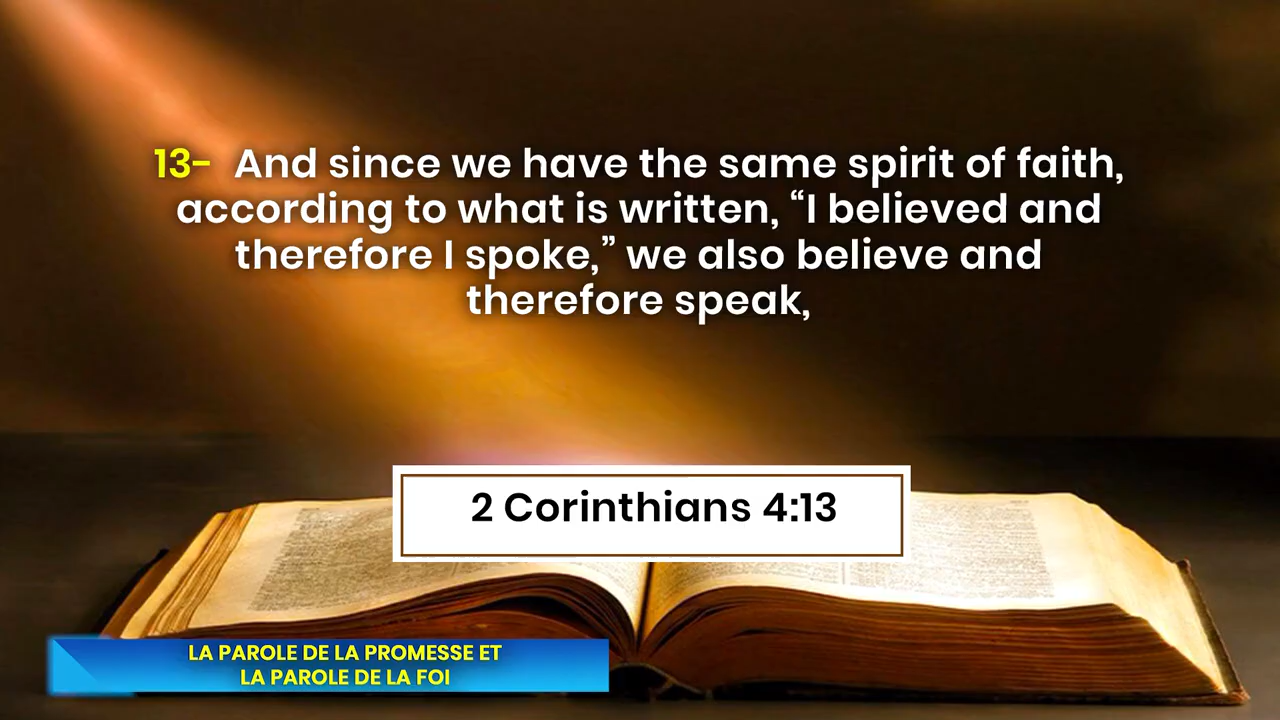 13- And since we have the same spirit of faith,
according to what is written, “I believed and
therefore I spoke,” we also believe and
therefore speak,
2 Corinthians 4:13
LA PAROLE DE LA PROMESSE ET
LA PAROLE DE LA FOI